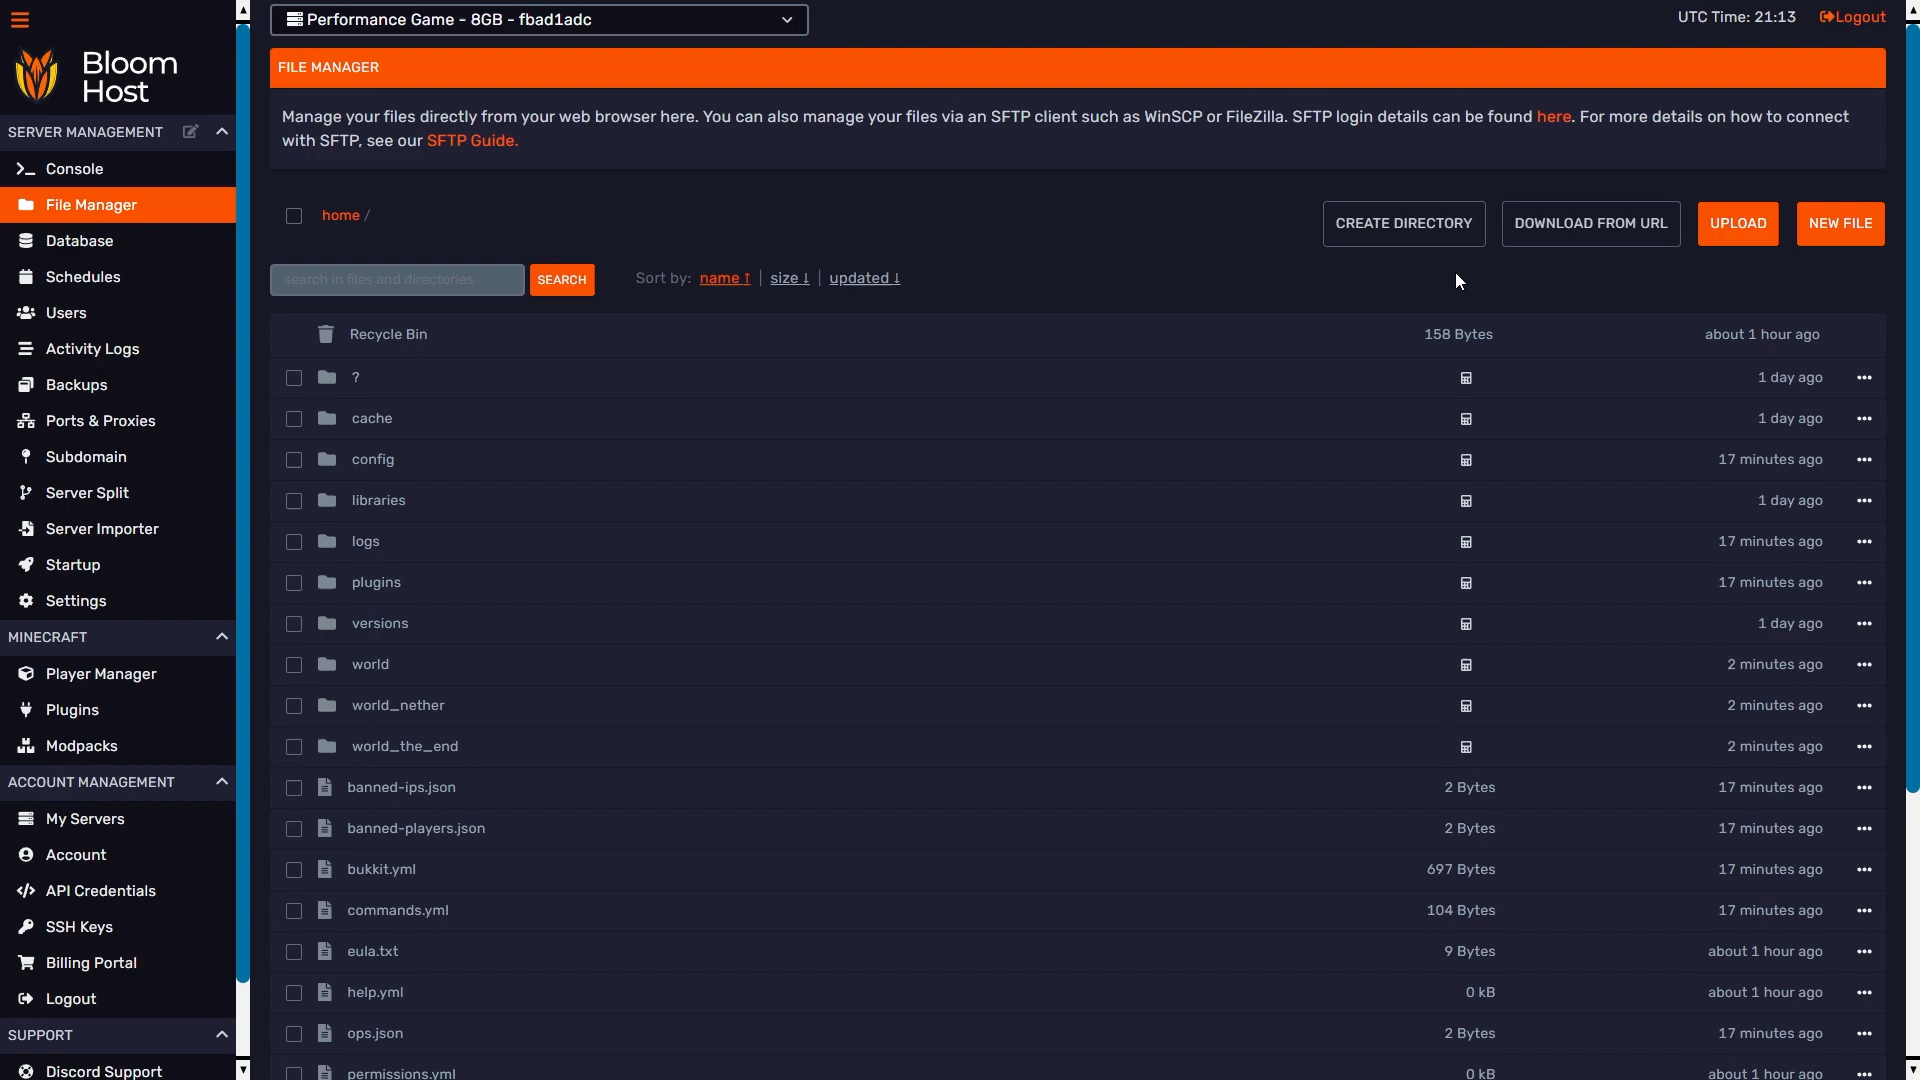 Performance Game - 8GB - fbad1adc
UTC Time: 21:13
Logout
Bloom
Host
FILE MANAGER
Manage your files directly from your web browser here. You can also manage your files via an SFTP client such as WinSCP or FileZilla. SFTP login details can be found here. For more details on how to connect
with SFTP, see our SFTP Guide.
SERVER MANAGEMENT
Console
File Manager
Database
Schedules
Users
Activity Logs
Backups
Ports & Proxies
Subdomain
Server Split
Server Importer
Startup
Settings
MINECRAFT
Player Manager
Plugins
Modpacks
ACCOUNT MANAGEMENT
My Servers
Account
API Credentials
SSH Keys
Billing Portal
Logout
SUPPORT
Discord Support
home /
CREATE DIRECTORY
DOWNLOAD FROM URL
UPLOAD
NEW FILE
search in files and directories
SEARCH
Sort by: name ↑ | size ↓ | updated ↓
Recycle Bin 158 Bytes about 1 hour ago
? 1 day ago
cache 1 day ago
config 17 minutes ago
libraries 1 day ago
logs 17 minutes ago
plugins 17 minutes ago
versions 1 day ago
world 2 minutes ago
world_nether 2 minutes ago
world_the_end 2 minutes ago
banned-ips.json 2 Bytes 17 minutes ago
banned-players.json 2 Bytes 17 minutes ago
bukkit.yml 697 Bytes 17 minutes ago
commands.yml 104 Bytes 17 minutes ago
eula.txt 9 Bytes about 1 hour ago
help.yml 0 kB about 1 hour ago
ops.json 2 Bytes 17 minutes ago
permissions.yml 0 kB about 1 hour ago